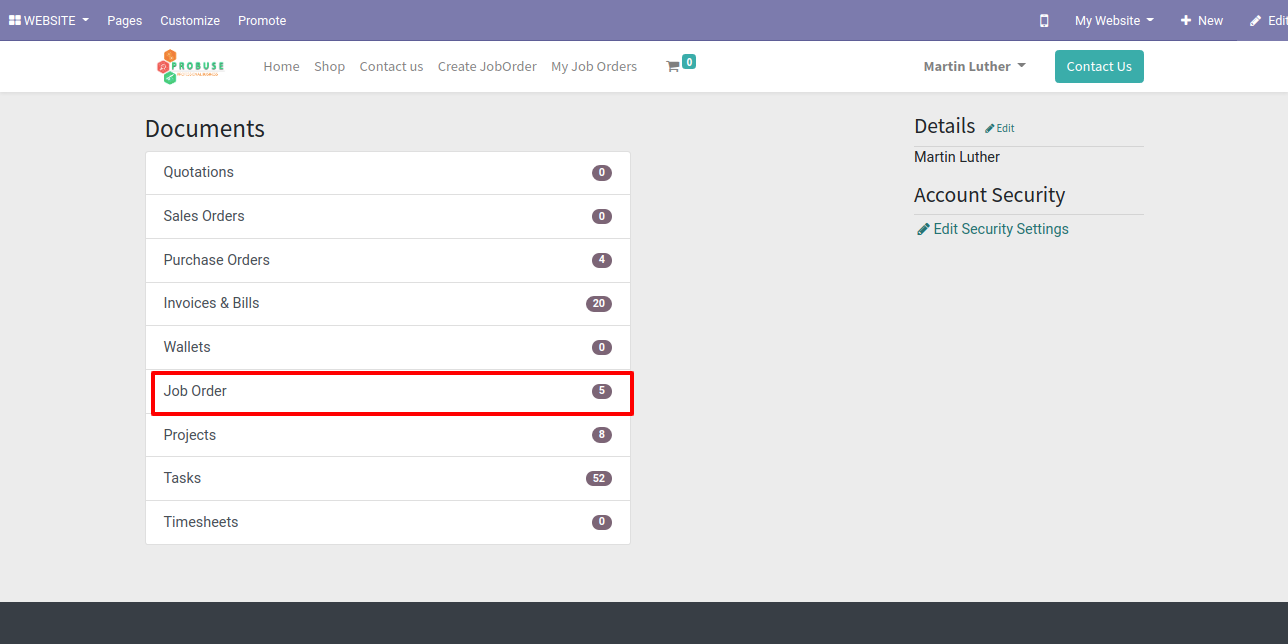 WEBSITE Pages Customize Promote My Website New Edit
PROBUSE Home Shop Contact us Create JobOrder My Job Orders 0 Martin Luther Contact Us
Documents
Quotations 0
Sales Orders 0
Purchase Orders 4
Invoices & Bills 20
Wallets 0
Job Order 5
Projects 8
Tasks 52
Timesheets 0
Details Edit
Martin Luther
Account Security
Edit Security Settings